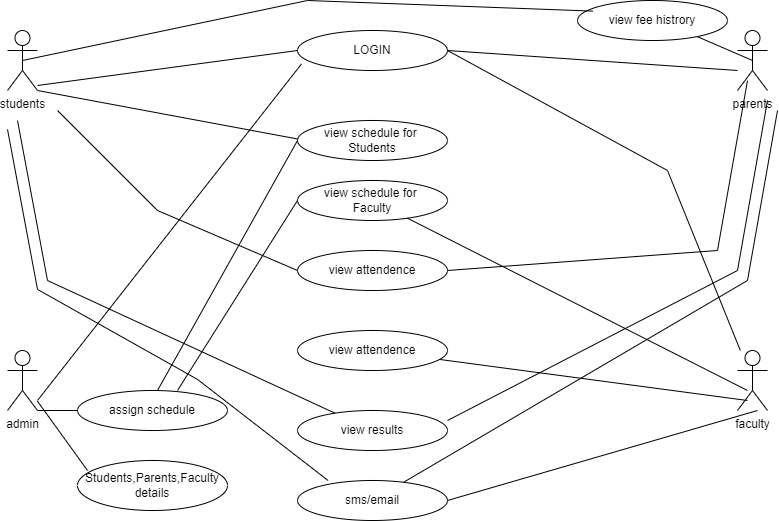 view fee histrory
LOGIN
students
parents
view schedule for
Students
view schedule for
Faculty
view attendence
view attendence
assign schedule
admin
faculty
view results
Students,Parents,Faculty
details
sms/email